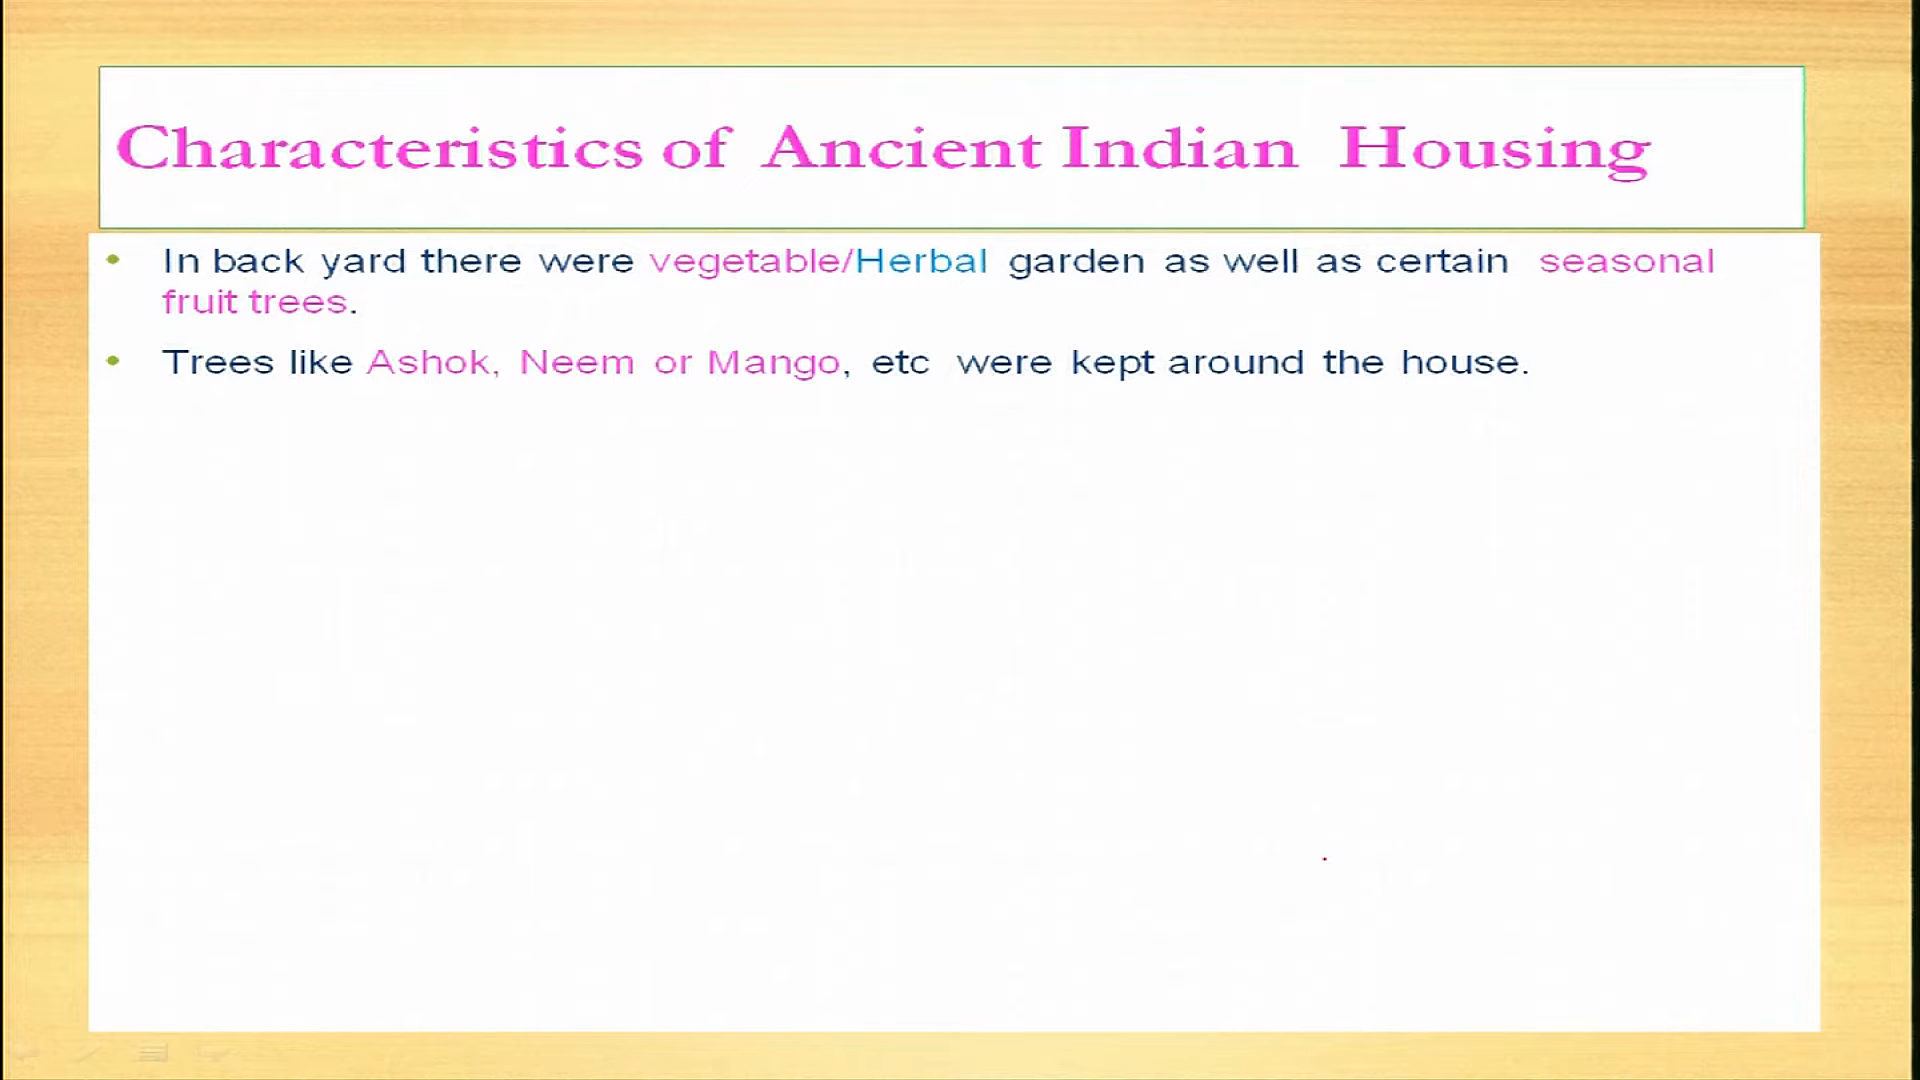 Characteristics of Ancient Indian Housing
• In back yard there were vegetable/Herbal garden as well as certain seasonal
fruit trees.
• Trees like Ashok, Neem or Mango, etc were kept around the house.